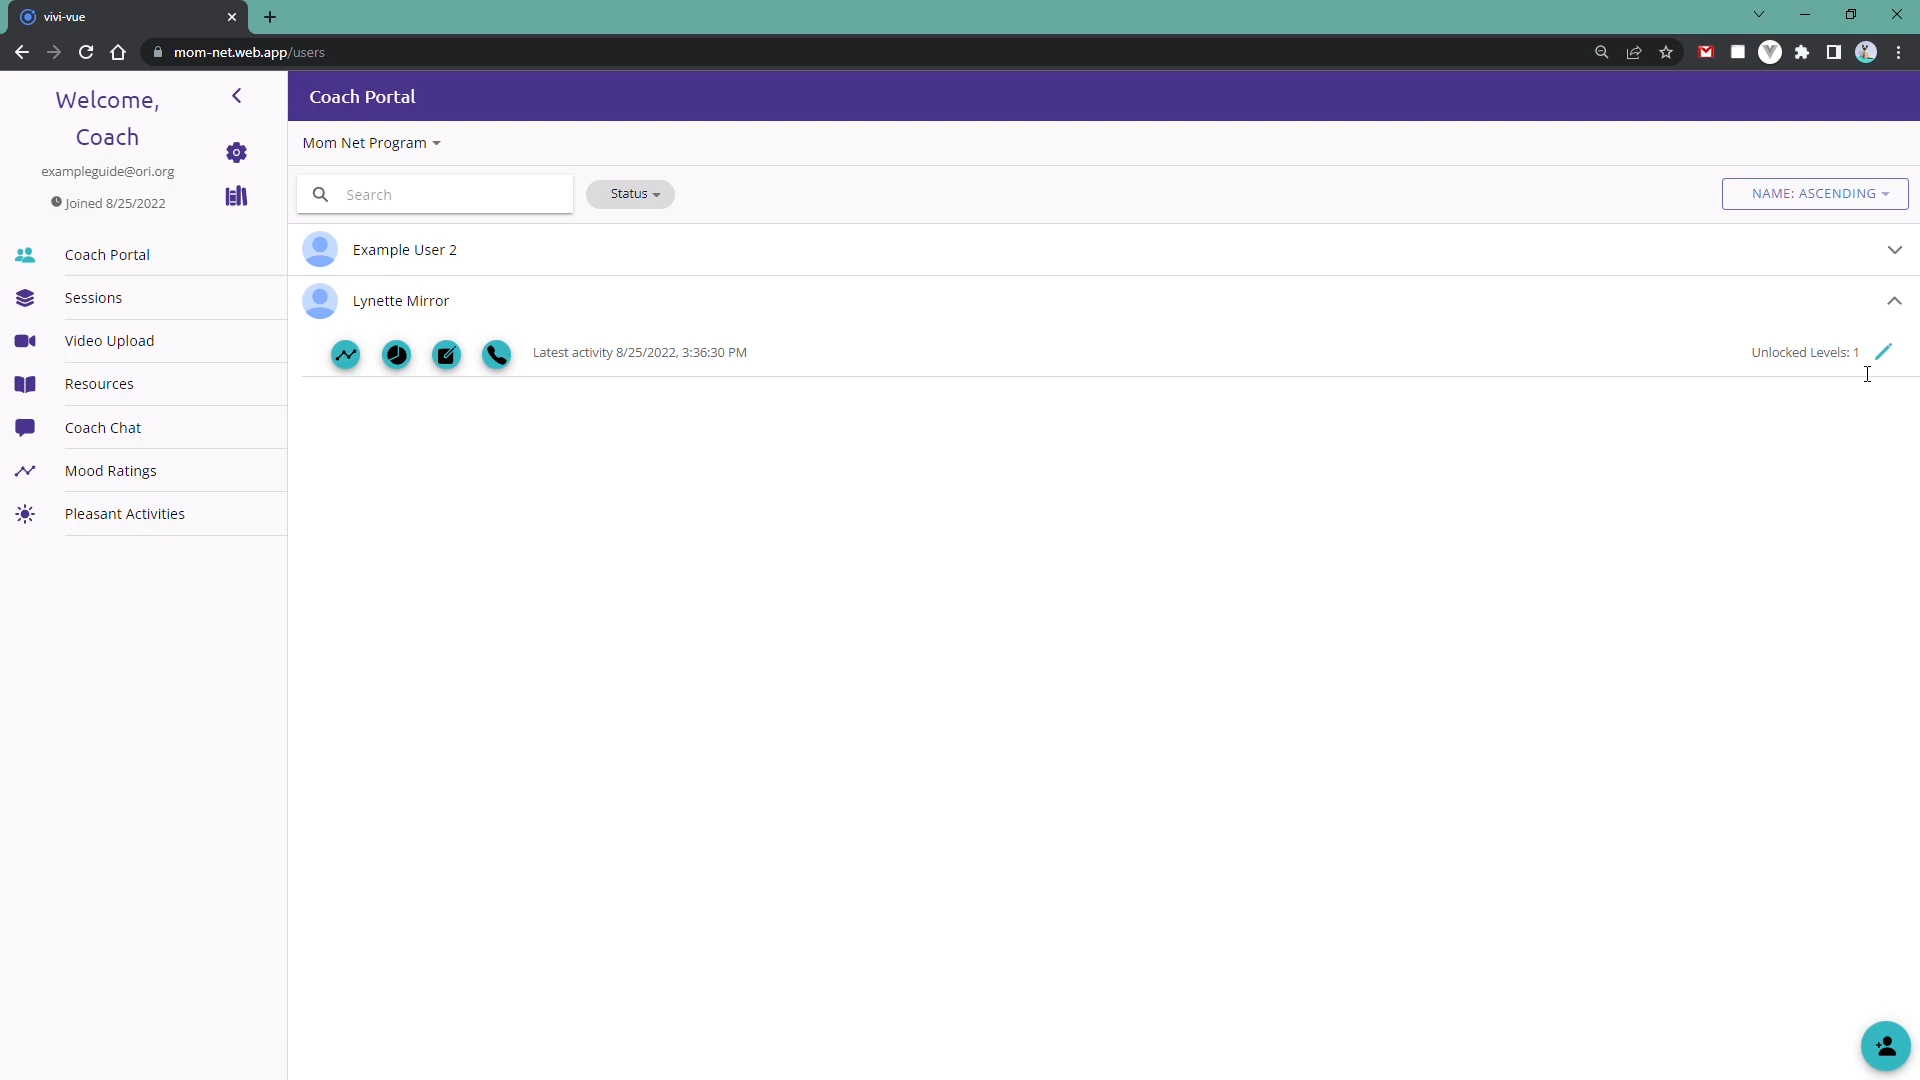 vivi-vue
mom-net.web.app/users
Welcome,
Coach
exampleguide@ori.org
Joined 8/25/2022
Coach Portal
Sessions
Video Upload
Resources
Coach Chat
Mood Ratings
Pleasant Activities
Coach Portal
Mom Net Program
Search
Status
NAME: ASCENDING
Example User 2
Lynette Mirror
Latest activity 8/25/2022, 3:36:30 PM
Unlocked Levels: 1